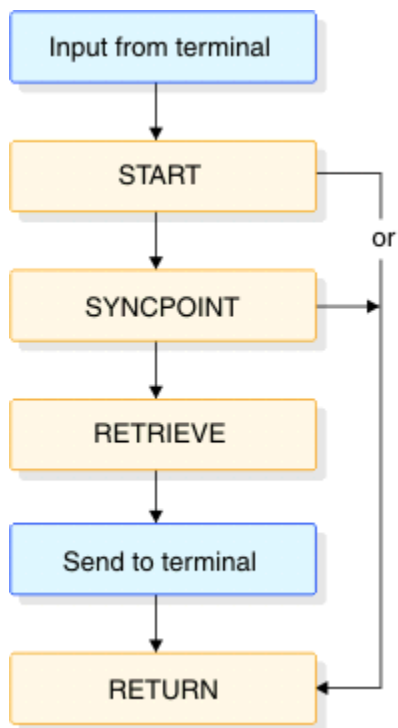 Input from terminal
START
or
SYNCPOINT
RETRIEVE
Send to terminal
RETURN